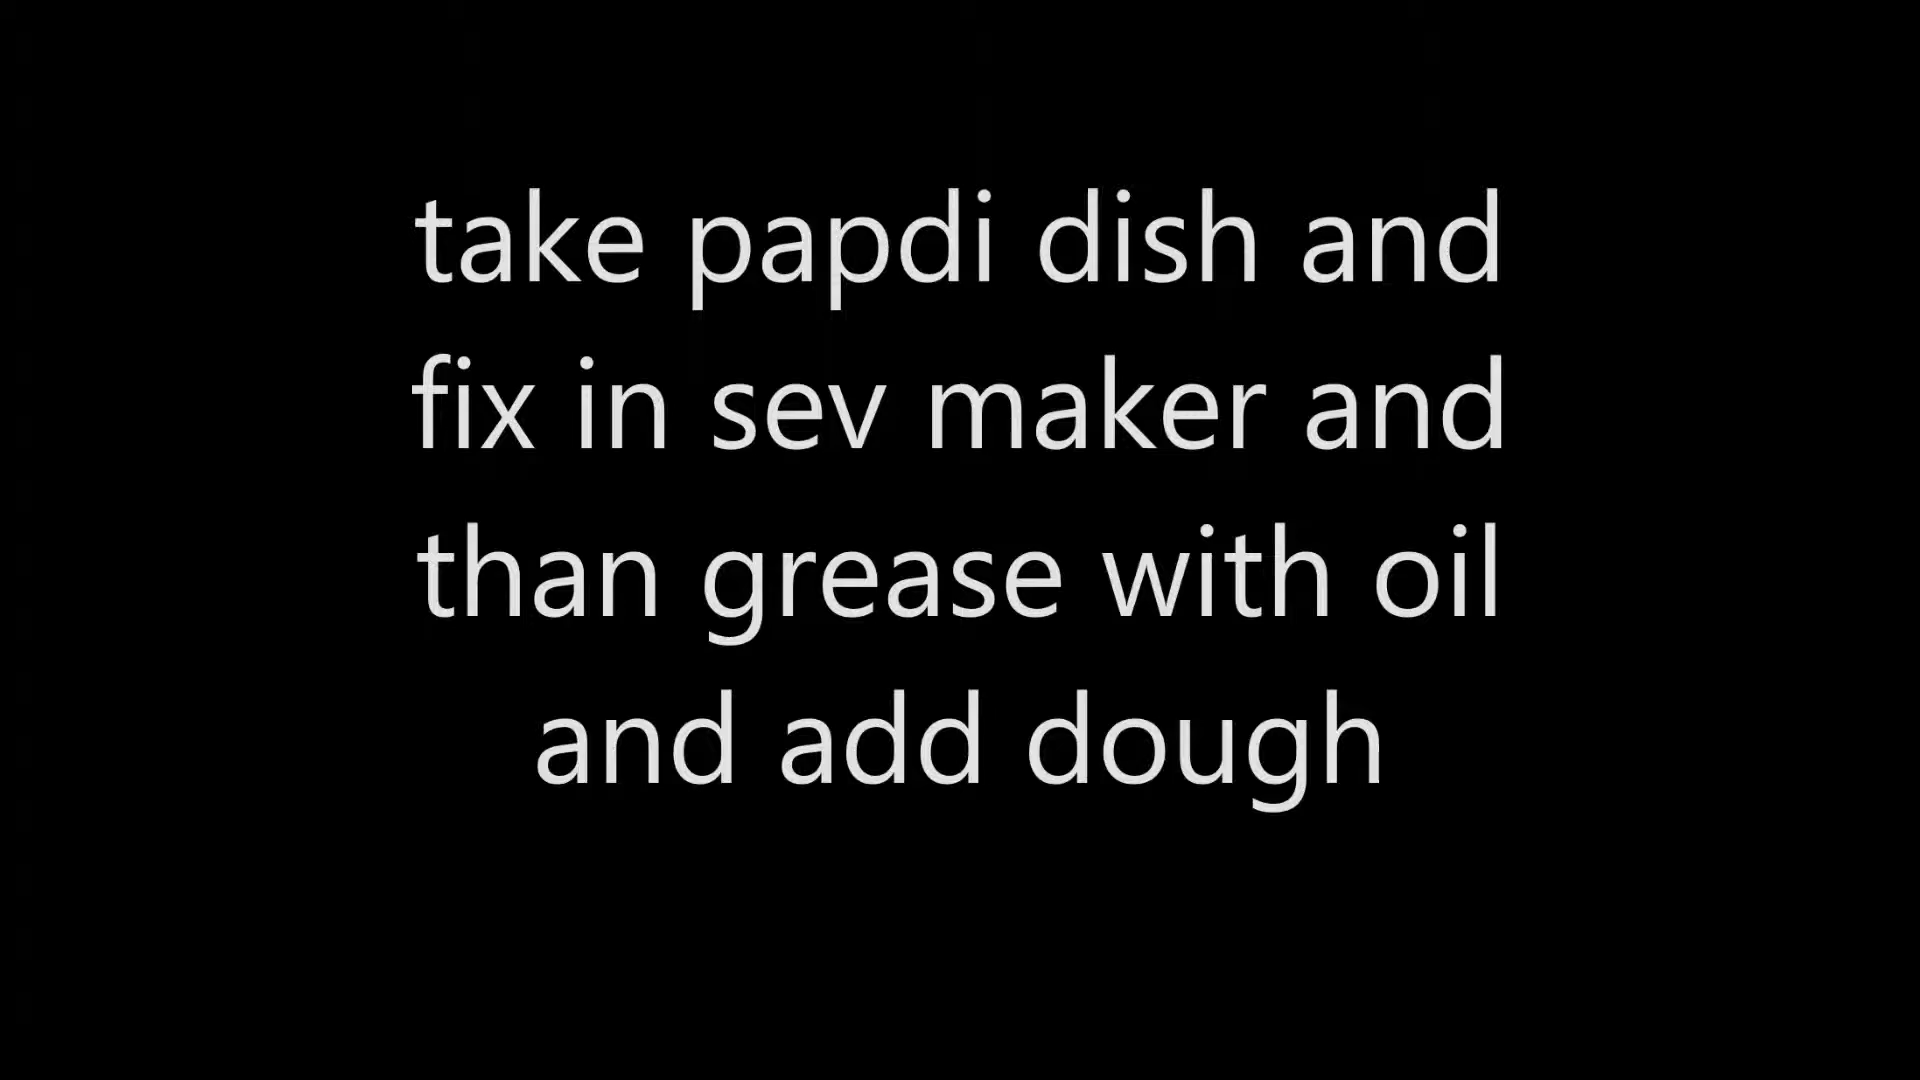 take papdi dish and
fix in sev maker and
than grease with oil
and add dough